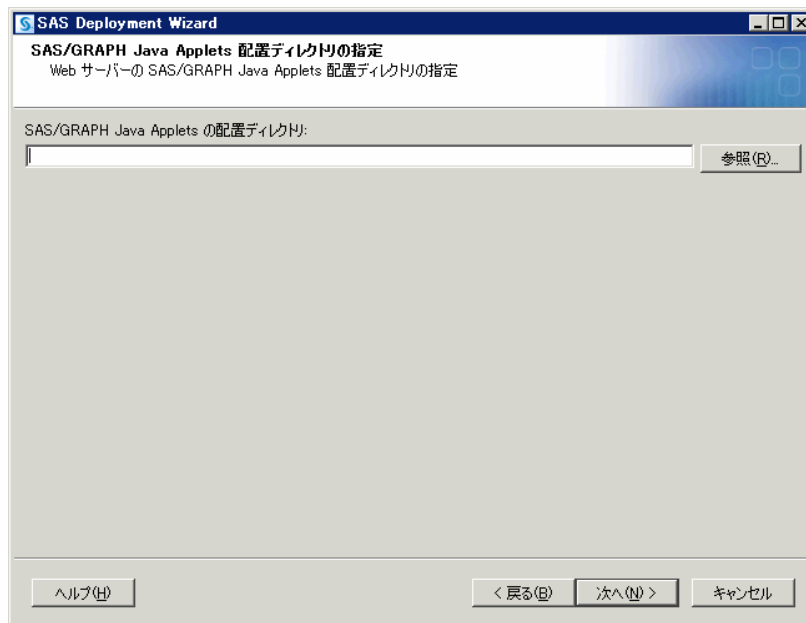 SAS Deployment Wizard
SAS/GRAPH Java Applets 配置ディレクトリの指定
Web サーバーの SAS/GRAPH Java Applets 配置ディレクトリの指定
SAS/GRAPH Java Applets の配置ディレクトリ:
参照(R)...
ヘルプ(H)
< 戻る(B)
次へ(N) >
キャンセル